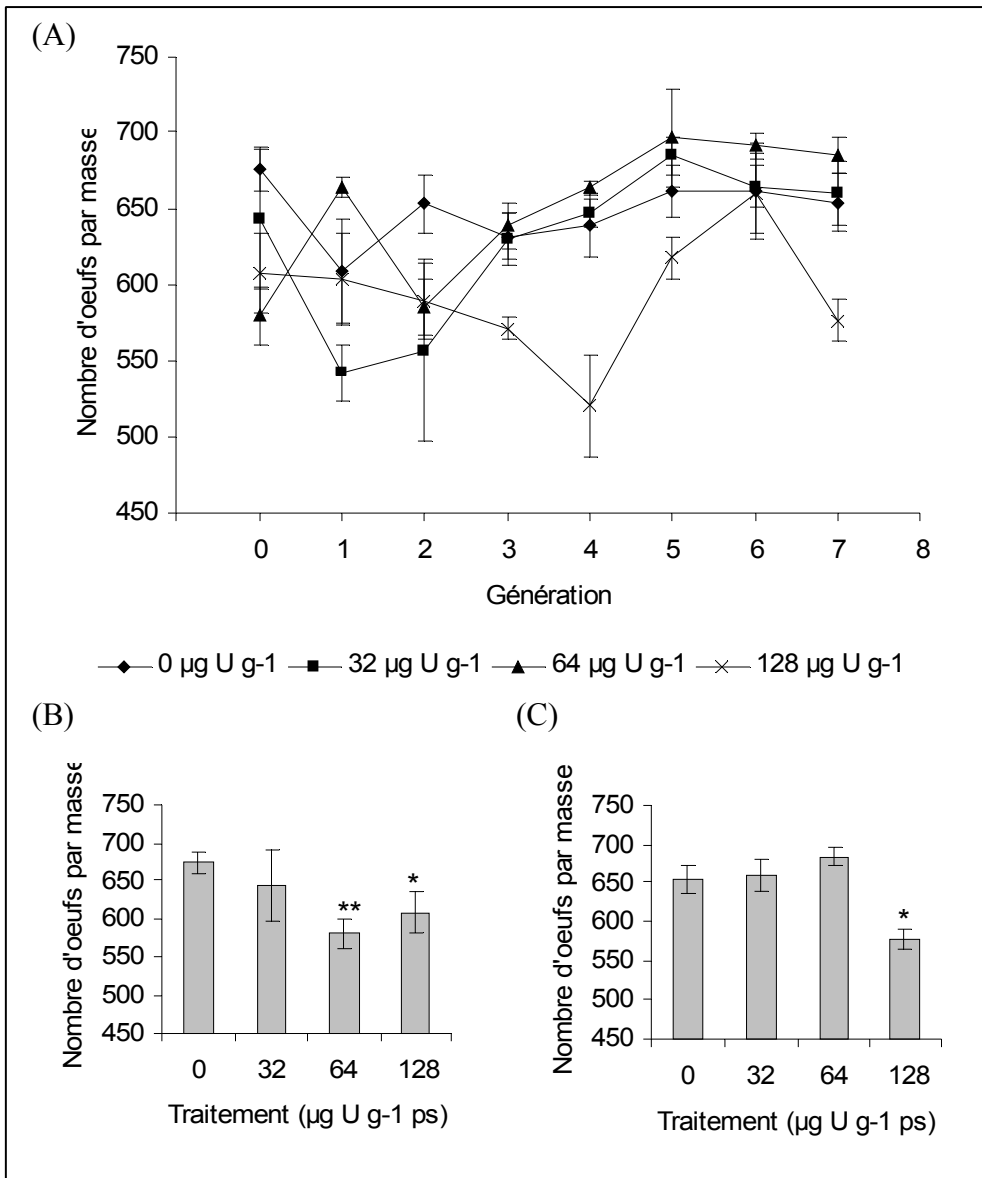 (A)
Nombre d'oeufs par masse
750
700
650
600
550
500
450
0 1 2 3 4 5 6 7 8
Génération
0 µg U g-1 32 µg U g-1 64 µg U g-1 128 µg U g-1
(B)
Nombre d'oeufs par masse
750
700
650
600
550
500
450
**
*
0 32 64 128
Traitement (µg U g-1 ps)
(C)
Nombre d'oeufs par masse
750
700
650
600
550
500
450
*
0 32 64 128
Traitement (µg U g-1 ps)